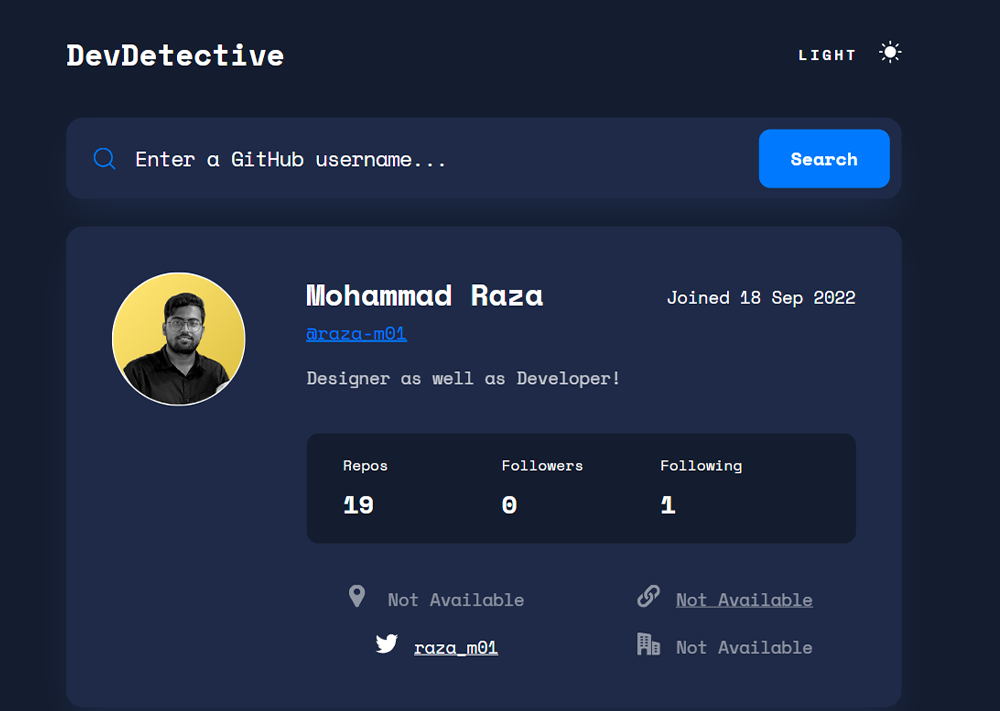 DevDetective
LIGHT
Enter a GitHub username...
Search
Mohammad Raza
Joined 18 Sep 2022
@raza-m01
Designer as well as Developer!
Repos Followers Following
19 0 1
Not Available Not Available
raza_m01 Not Available